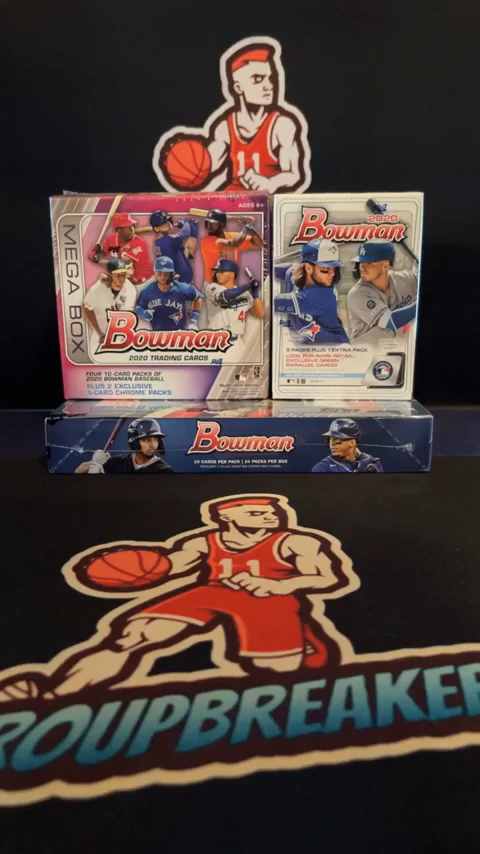 11
AGES 6+
MEGA BOX
Bowman
2020 TRADING CARDS
FOUR 10-CARD PACKS OF
2020 BOWMAN BASEBALL
PLUS 2 EXCLUSIVE
5-CARD CHROME PACKS
2020
Bowman
5 PACKS PLUS 1 EXTRA PACK
LOOK FOR RARE RETAIL
EXCLUSIVE GREEN
PARALLEL CARDS!
Bowman
10 CARDS PER PACK | 24 PACKS PER BOX
11
ROUPBREAKER